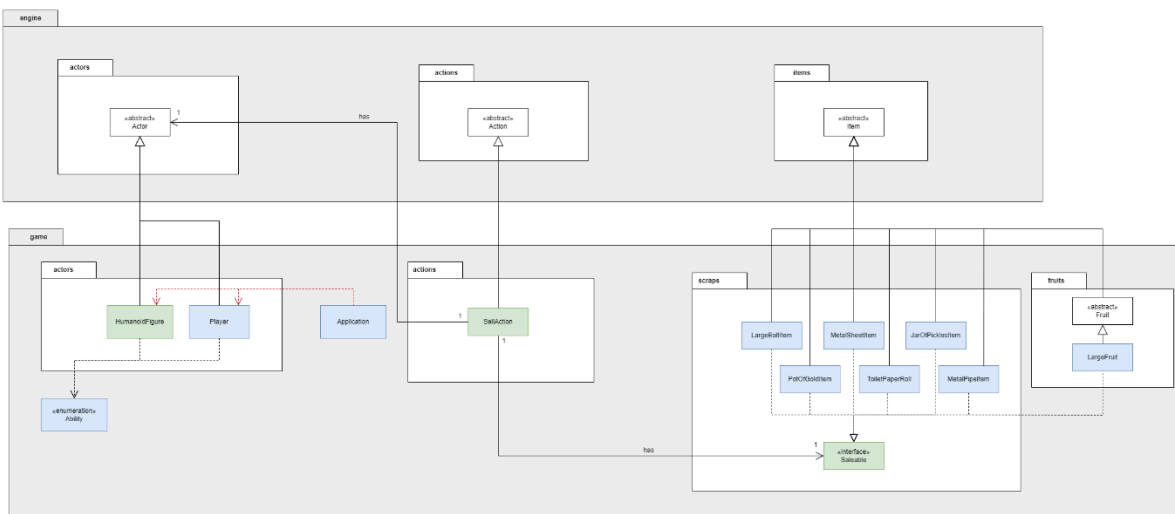 engine
actors
actions
items
«abstract»
Actor
1
has
«abstract»
Action
«abstract»
Item
game
actors
actions
scraps
fruits
HumanoidFigure
Player
Application
1
SellAction
1
«abstract»
Fruit
LargeBoltItem
MetalSheetItem
JarOfPicklesItem
LargeFruit
PotOfGoldItem
ToiletPaperRoll
MetalPipeItem
«enumeration»
Ability
has
1
«interface»
Saleable